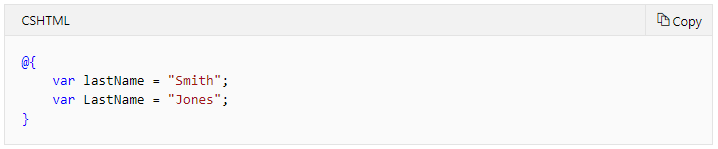 CSHTML
Copy
@{
    var lastName = "Smith";
    var LastName = "Jones";
}